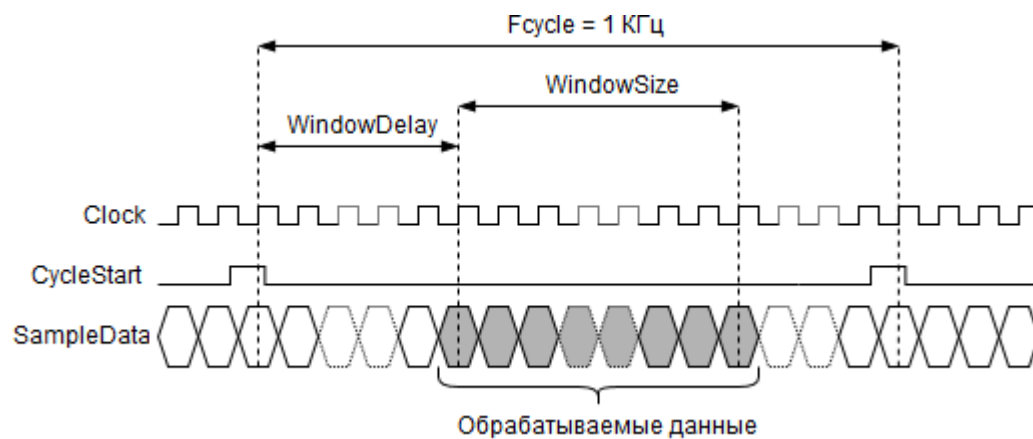 Fcycle = 1 КГц
WindowSize
WindowDelay
Clock
CycleStart
SampleData
Обрабатываемые данные